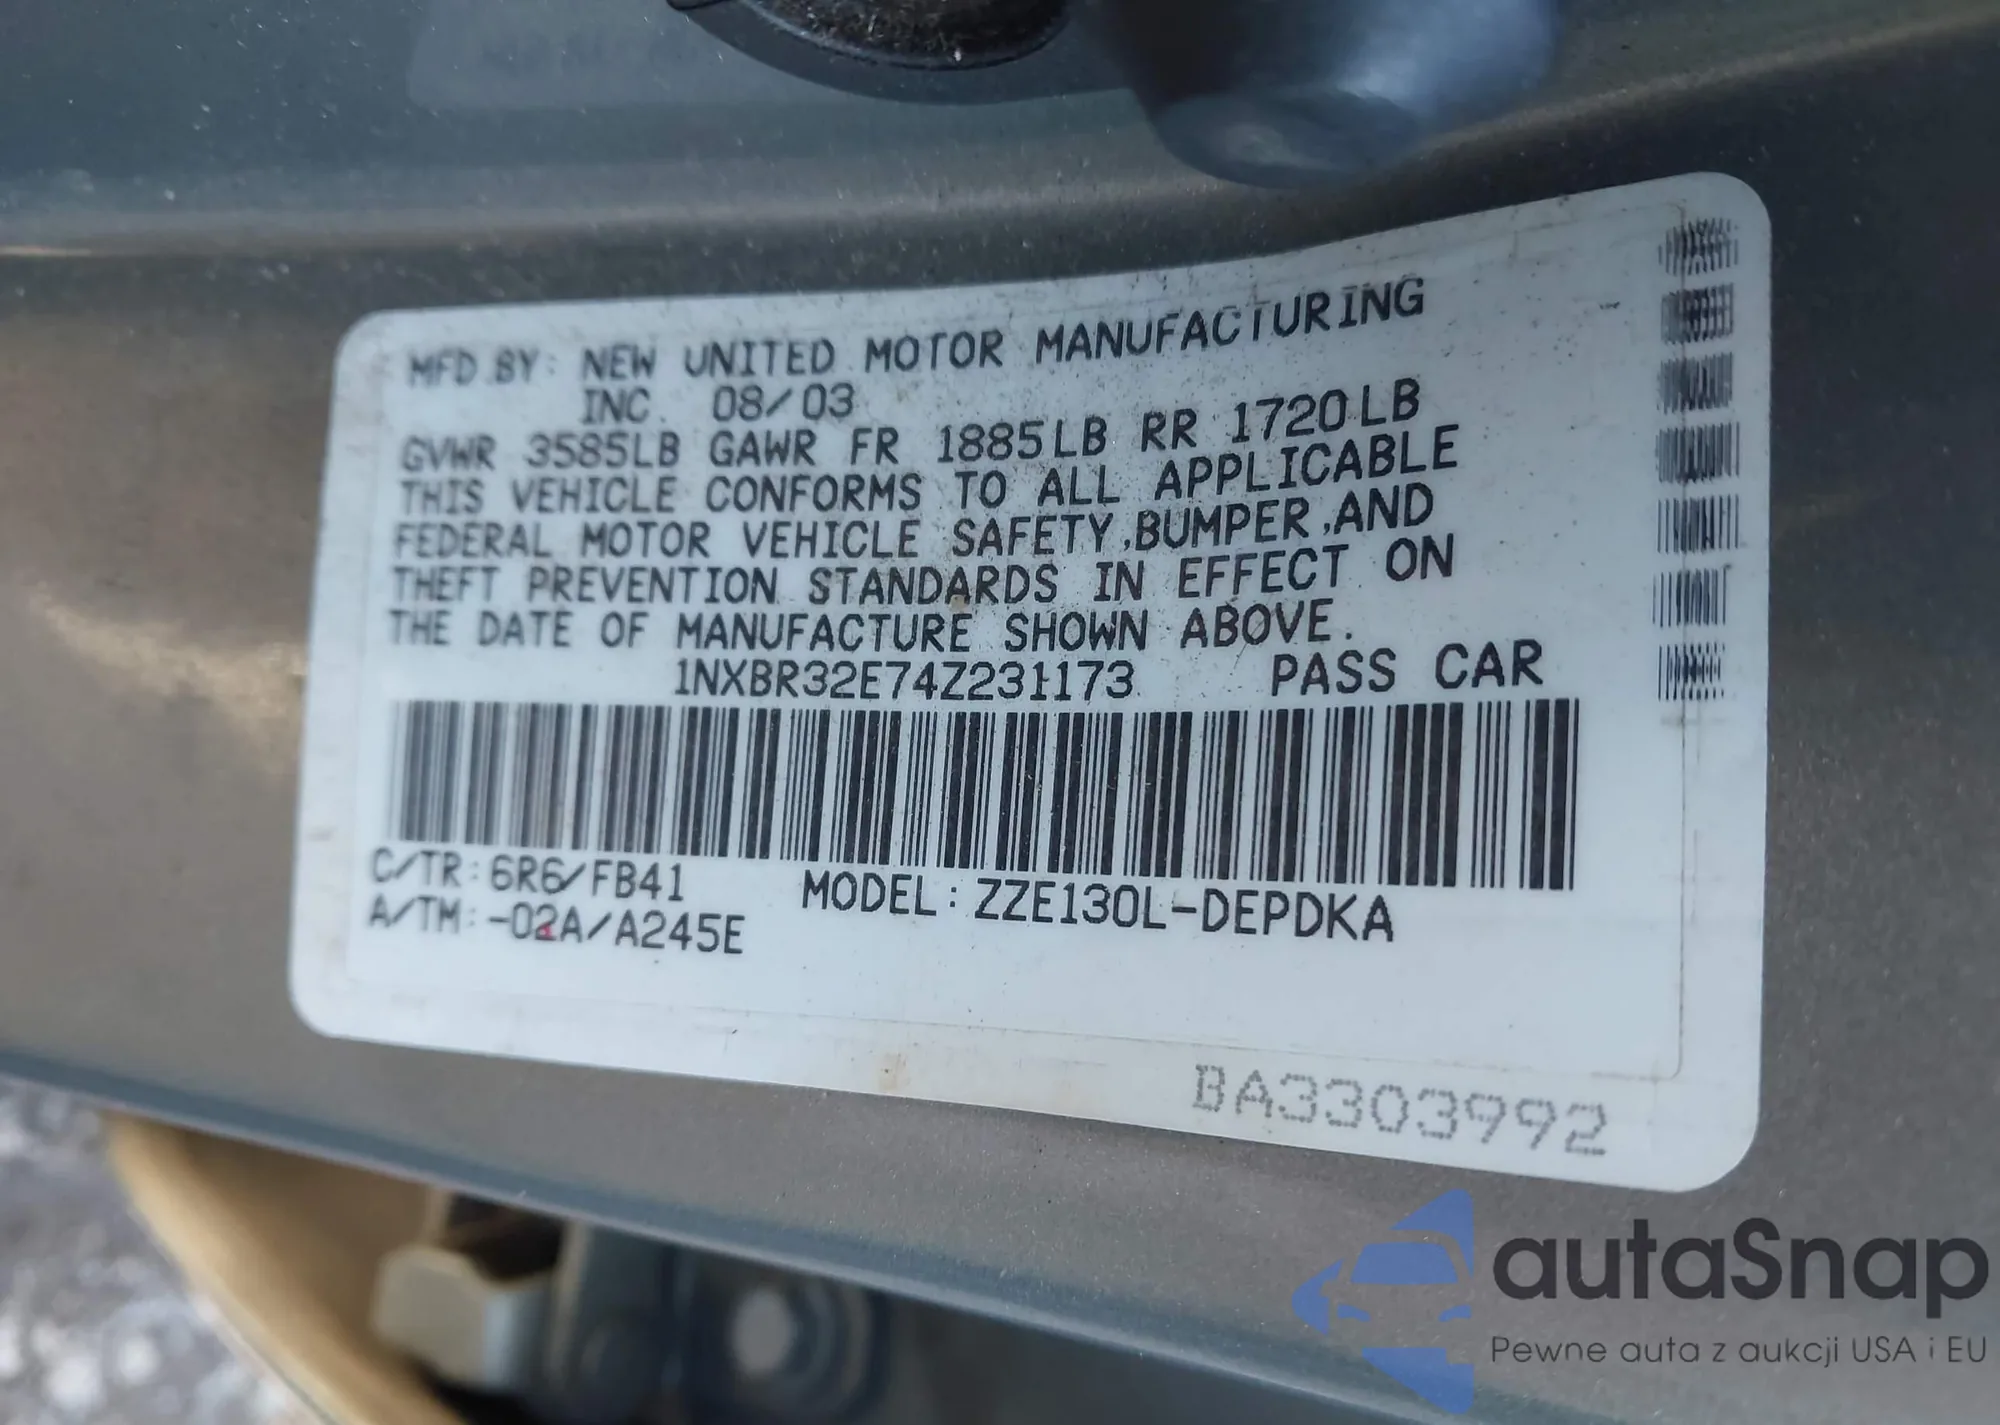 MFD.BY: NEW UNITED MOTOR MANUFACTURING
INC. 08/03
GVWR 3585LB GAWR FR 1885LB RR 1720LB
THIS VEHICLE CONFORMS TO ALL APPLICABLE
FEDERAL MOTOR VEHICLE SAFETY,BUMPER,AND
THEFT PREVENTION STANDARDS IN EFFECT ON
THE DATE OF MANUFACTURE SHOWN ABOVE.
1NXBR32E74Z231173 PASS CAR
C/TR:6R6/FB41
A/TM:-02A/A245E
MODEL:ZZE130L-DEPDKA
BA3303992
autaSnap
Pewne auta z aukcji USA i EU